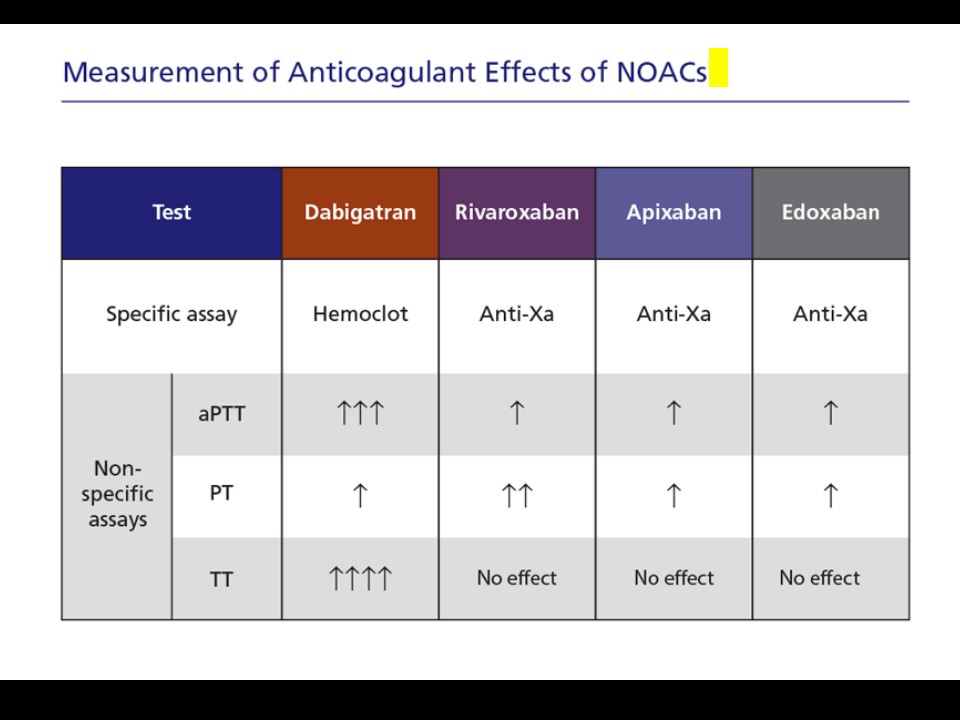 Measurement of Anticoagulant Effects of NOACs
Test Dabigatran Rivaroxaban Apixaban Edoxaban
Specific assay Hemoclot Anti-Xa Anti-Xa Anti-Xa
Non-
specific
assays
aPTT ↑↑↑ ↑ ↑ ↑
PT ↑ ↑↑ ↑ ↑
TT ↑↑↑↑ No effect No effect No effect